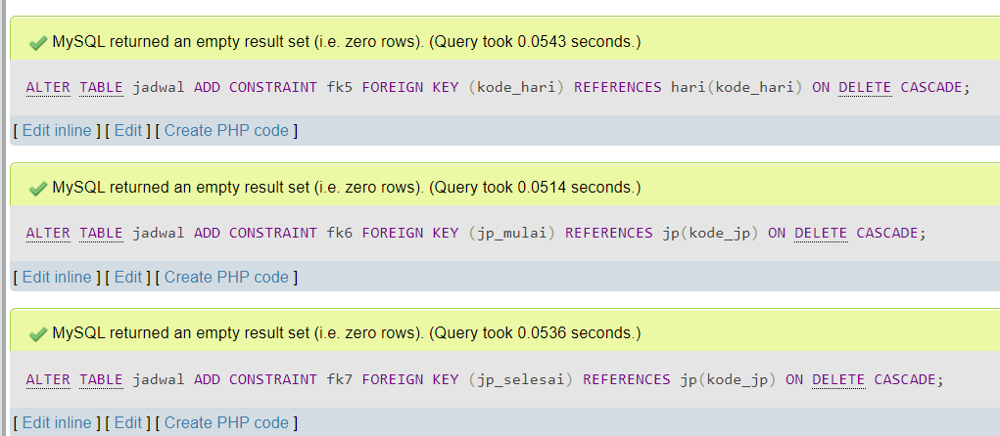 MySQL returned an empty result set (i.e. zero rows). (Query took 0.0543 seconds.)
ALTER TABLE jadwal ADD CONSTRAINT fk5 FOREIGN KEY (kode_hari) REFERENCES hari(kode_hari) ON DELETE CASCADE;
[ Edit inline ] [ Edit ] [ Create PHP code ]
MySQL returned an empty result set (i.e. zero rows). (Query took 0.0514 seconds.)
ALTER TABLE jadwal ADD CONSTRAINT fk6 FOREIGN KEY (jp_mulai) REFERENCES jp(kode_jp) ON DELETE CASCADE;
[ Edit inline ] [ Edit ] [ Create PHP code ]
MySQL returned an empty result set (i.e. zero rows). (Query took 0.0536 seconds.)
ALTER TABLE jadwal ADD CONSTRAINT fk7 FOREIGN KEY (jp_selesai) REFERENCES jp(kode_jp) ON DELETE CASCADE;
[ Edit inline ] [ Edit ] [ Create PHP code ]